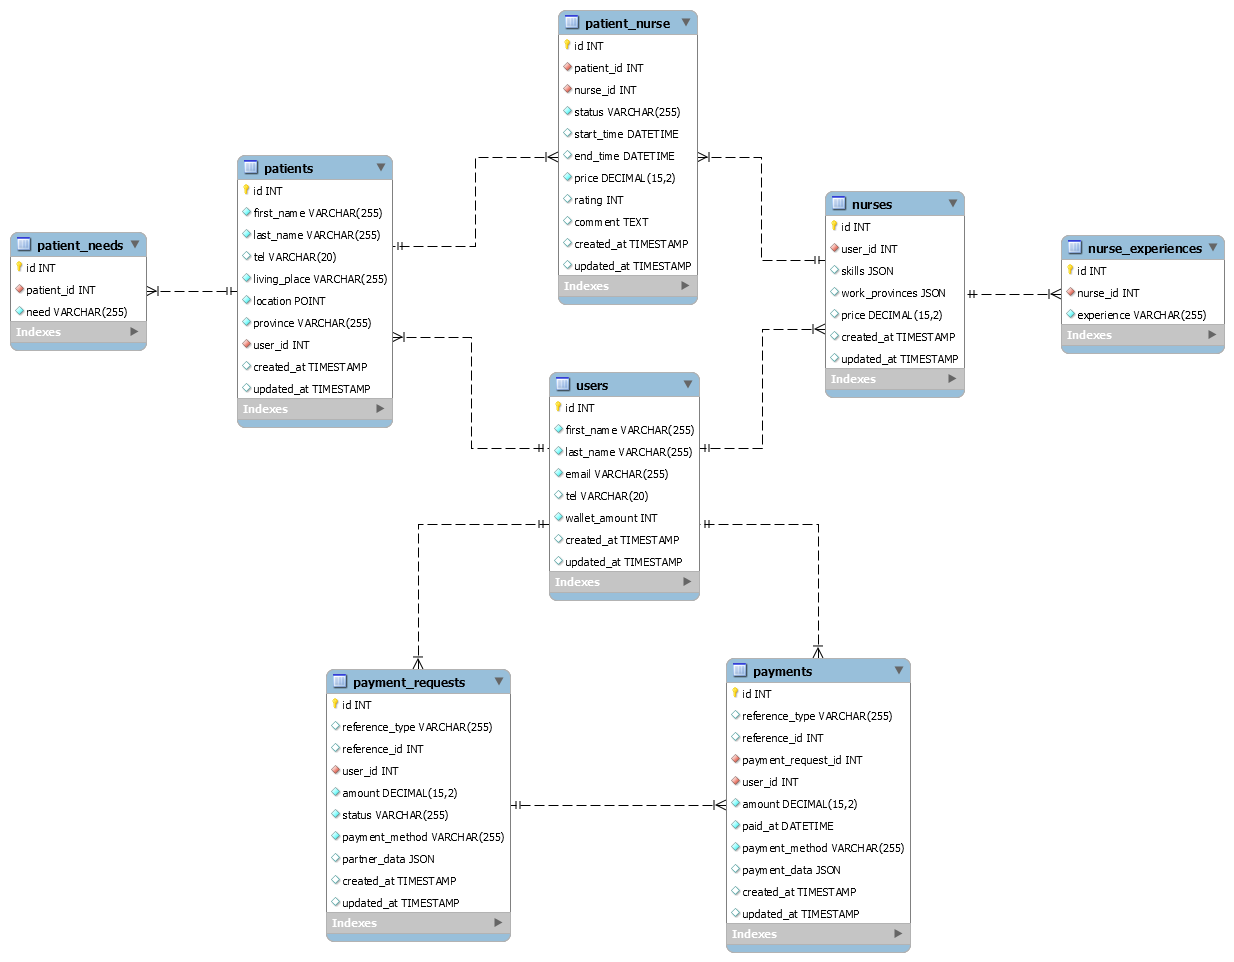 patient_nurse
id INT
patient_id INT
nurse_id INT
status VARCHAR(255)
start_time DATETIME
end_time DATETIME
price DECIMAL(15,2)
rating INT
comment TEXT
created_at TIMESTAMP
updated_at TIMESTAMP
Indexes
patients
id INT
first_name VARCHAR(255)
last_name VARCHAR(255)
tel VARCHAR(20)
living_place VARCHAR(255)
location POINT
province VARCHAR(255)
user_id INT
created_at TIMESTAMP
updated_at TIMESTAMP
Indexes
nurses
id INT
user_id INT
skills JSON
work_provinces JSON
price DECIMAL(15,2)
created_at TIMESTAMP
updated_at TIMESTAMP
Indexes
patient_needs
id INT
patient_id INT
need VARCHAR(255)
Indexes
nurse_experiences
id INT
nurse_id INT
experience VARCHAR(255)
Indexes
users
id INT
first_name VARCHAR(255)
last_name VARCHAR(255)
email VARCHAR(255)
tel VARCHAR(20)
wallet_amount INT
created_at TIMESTAMP
updated_at TIMESTAMP
Indexes
payment_requests
id INT
reference_type VARCHAR(255)
reference_id INT
user_id INT
amount DECIMAL(15,2)
status VARCHAR(255)
payment_method VARCHAR(255)
partner_data JSON
created_at TIMESTAMP
updated_at TIMESTAMP
Indexes
payments
id INT
reference_type VARCHAR(255)
reference_id INT
payment_request_id INT
user_id INT
amount DECIMAL(15,2)
paid_at DATETIME
payment_method VARCHAR(255)
payment_data JSON
created_at TIMESTAMP
updated_at TIMESTAMP
Indexes